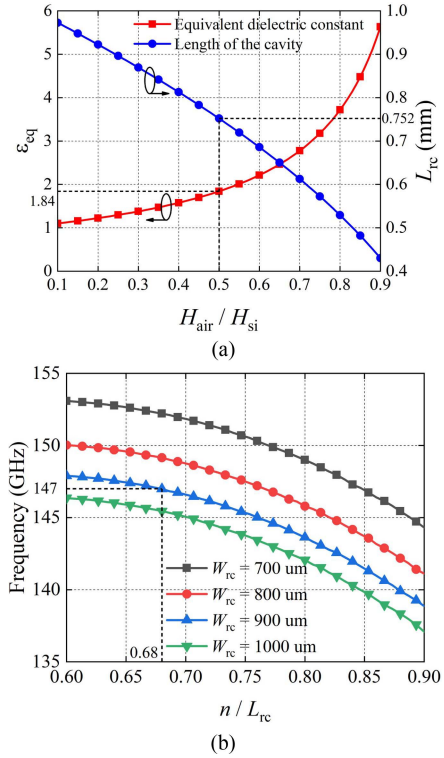 Equivalent dielectric constant
Length of the cavity
6
5
4
3
2
1.84
1
0
ε_eq
1.0
0.9
0.8
0.752
0.7
0.6
0.5
0.4
L_rc (mm)
0.1 0.2 0.3 0.4 0.5 0.6 0.7 0.8 0.9
H_air / H_si
(a)
155
150
147
145
140
135
Frequency (GHz)
W_rc = 700 um
W_rc = 800 um
W_rc = 900 um
W_rc = 1000 um
0.68
0.60 0.65 0.70 0.75 0.80 0.85 0.90
n / L_rc
(b)